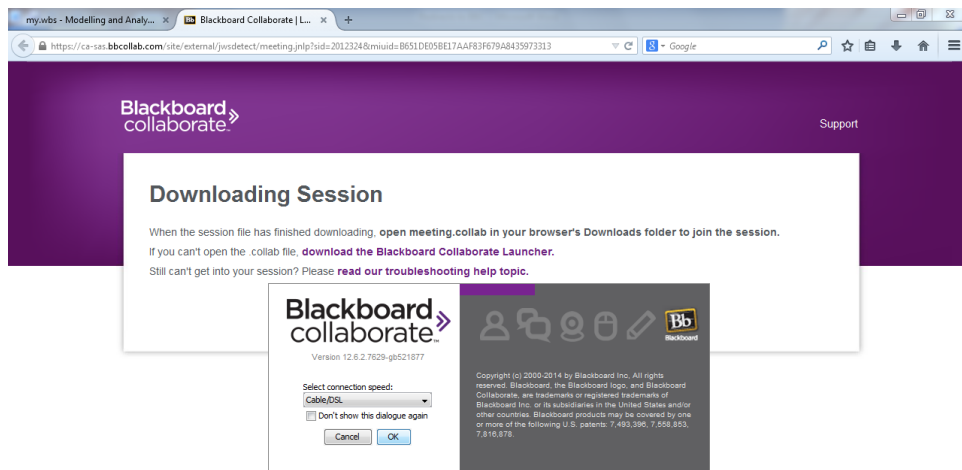 my.wbs - Modelling and Analy...
Blackboard Collaborate | L...
https://ca-sas.bbcollab.com/site/external/jwsdetect/meeting.jnlp?sid=2012324&miuid=B651DE05BE17AAF83F679A8435973313
Google
Blackboard
collaborate™
Support
Downloading Session
When the session file has finished downloading, open meeting.collab in your browser's Downloads folder to join the session.
If you can't open the .collab file, download the Blackboard Collaborate Launcher.
Still can't get into your session? Please read our troubleshooting help topic.
Blackboard
collaborate™
Version 12.6.2.7629-gb521877
Select connection speed:
Cable/DSL
Don't show this dialogue again
Cancel
OK
Bb
Blackboard
Copyright (c) 2000-2014 by Blackboard Inc, All rights
reserved. Blackboard, the Blackboard logo, and Blackboard
Collaborate, are trademarks or registered trademarks of
Blackboard Inc. or its subsidiaries in the United States and/or
other countries. Blackboard products may be covered by one
or more of the following U.S. patents: 7,493,396, 7,558,853,
7,816,878.